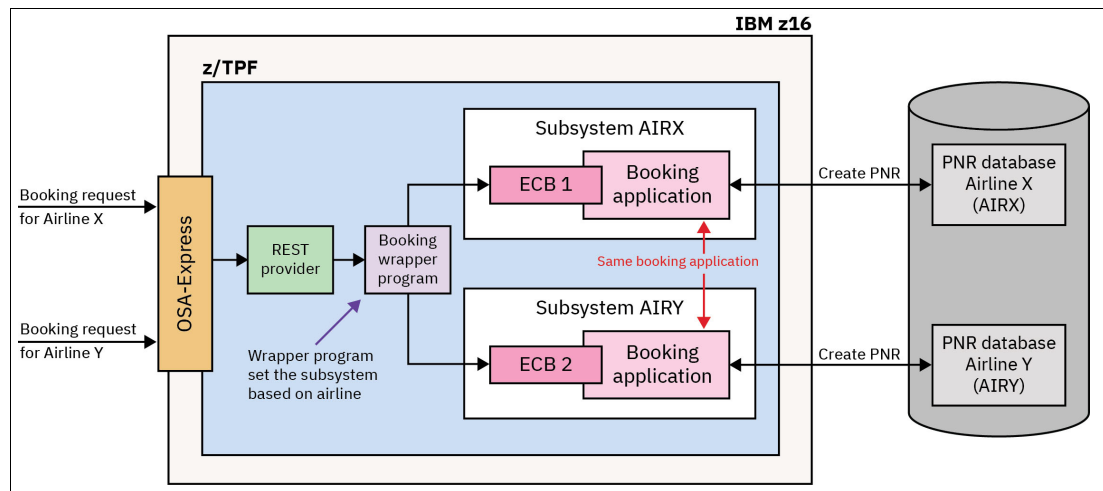 IBM z16
z/TPF
Booking request
for Airline X
Booking request
for Airline Y
OSA-Express
REST
provider
Booking
wrapper
program
Wrapper program
set the subsystem
based on airline
Subsystem AIRX
ECB 1
Booking
application
Same booking application
Subsystem AIRY
ECB 2
Booking
application
Create PNR
Create PNR
PNR database
Airline X
(AIRX)
PNR database
Airline Y
(AIRY)